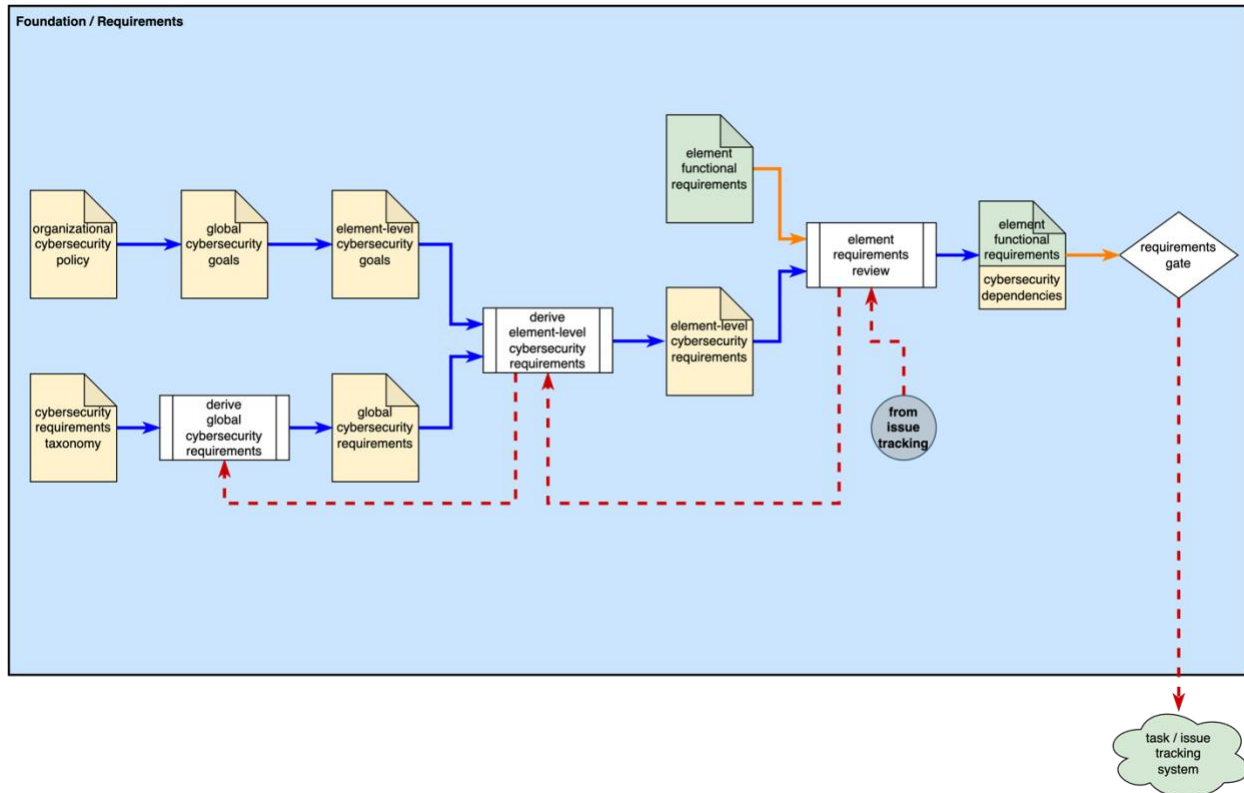 Foundation / Requirements
organizational
cybersecurity
policy
global
cybersecurity
goals
element-level
cybersecurity
goals
cybersecurity
requirements
taxonomy
derive
global
cybersecurity
requirements
global
cybersecurity
requirements
derive
element-level
cybersecurity
requirements
element
functional
requirements
element-level
cybersecurity
requirements
element
requirements
review
from
issue
tracking
element
functional
requirements
cybersecurity
dependencies
requirements
gate
task / issue
tracking
system